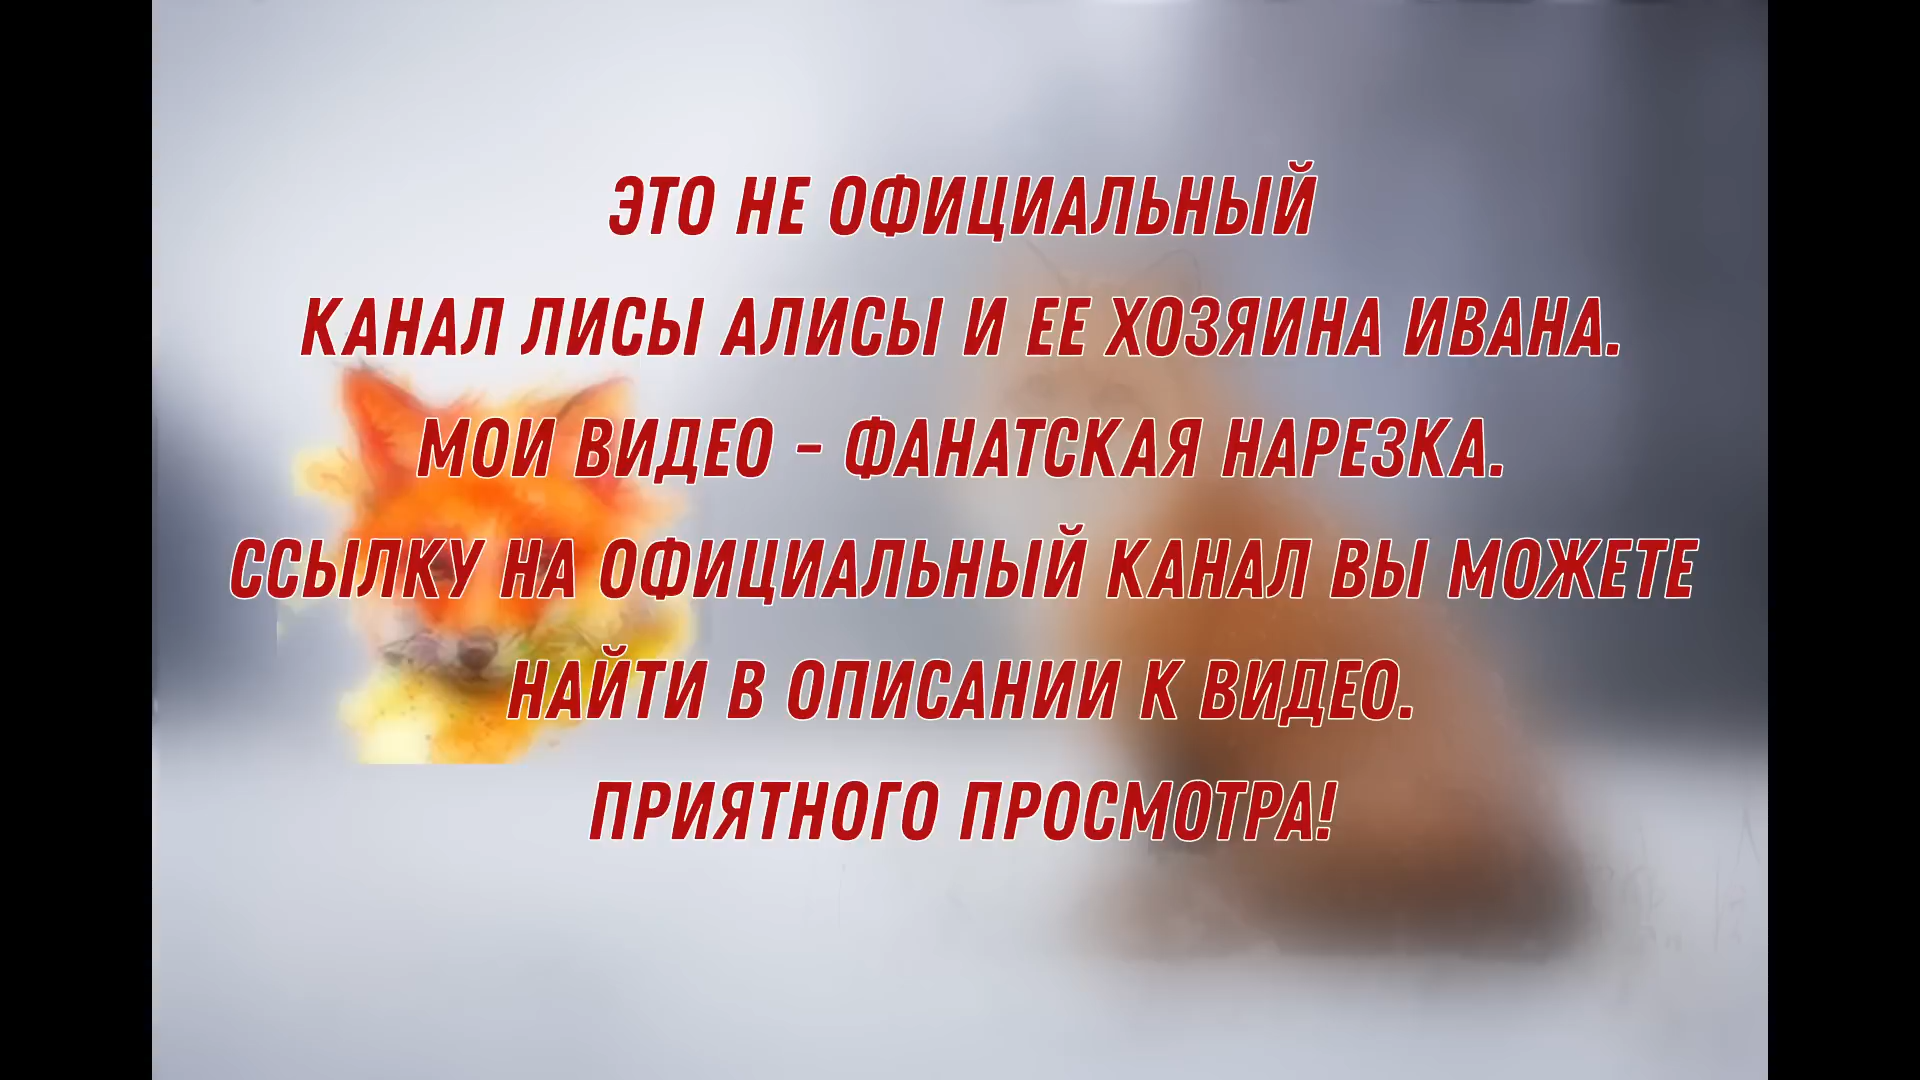 ЭТО НЕ ОФИЦИАЛЬНЫЙ
КАНАЛ ЛИСЫ АЛИСЫ И ЕЕ ХОЗЯИНА ИВАНА.
МОИ ВИДЕО - ФАНАТСКАЯ НАРЕЗКА.
ССЫЛКУ НА ОФИЦИАЛЬНЫЙ КАНАЛ ВЫ МОЖЕТЕ
НАЙТИ В ОПИСАНИИ К ВИДЕО.
ПРИЯТНОГО ПРОСМОТРА!